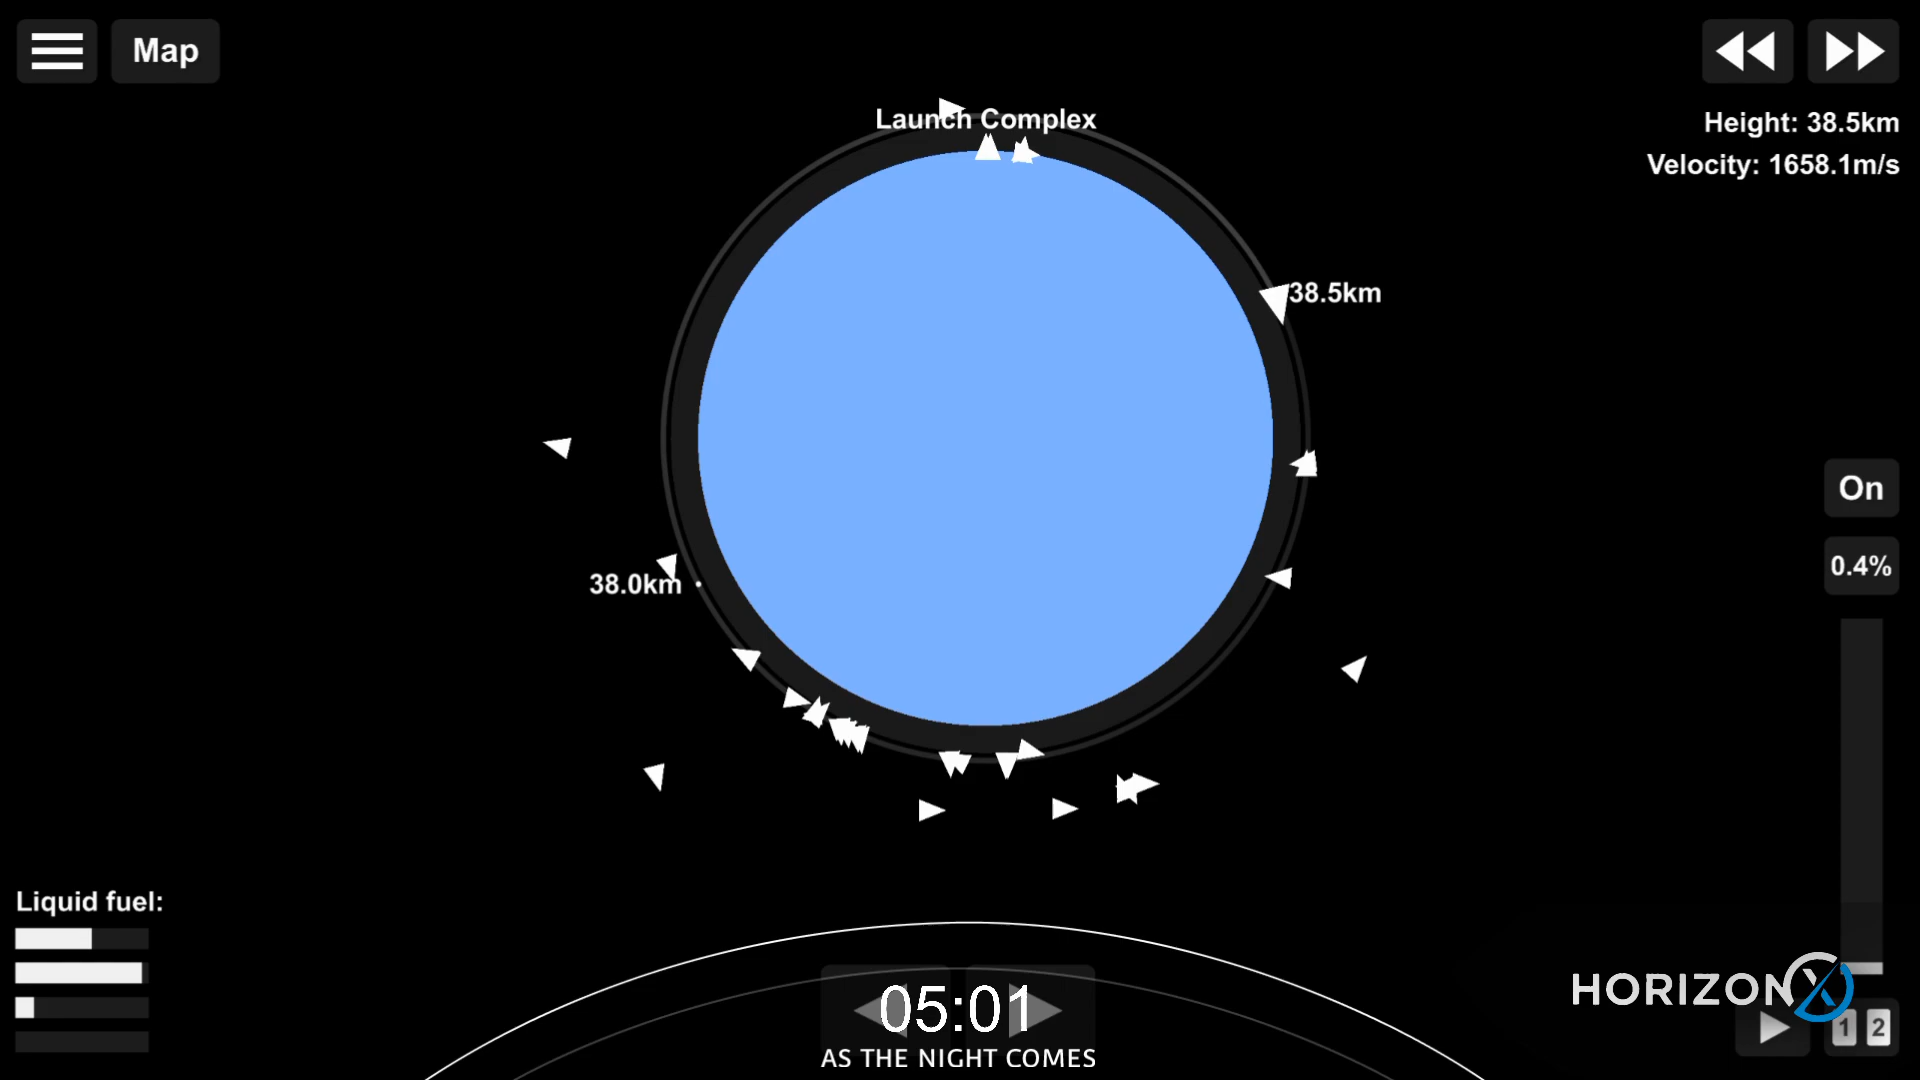 Map
Launch Complex
Height: 38.5km
Velocity: 1658.1m/s
38.5km
On
0.4%
38.0km
Liquid fuel:
HORIZONX
05:01
1 2
AS THE NIGHT COMES